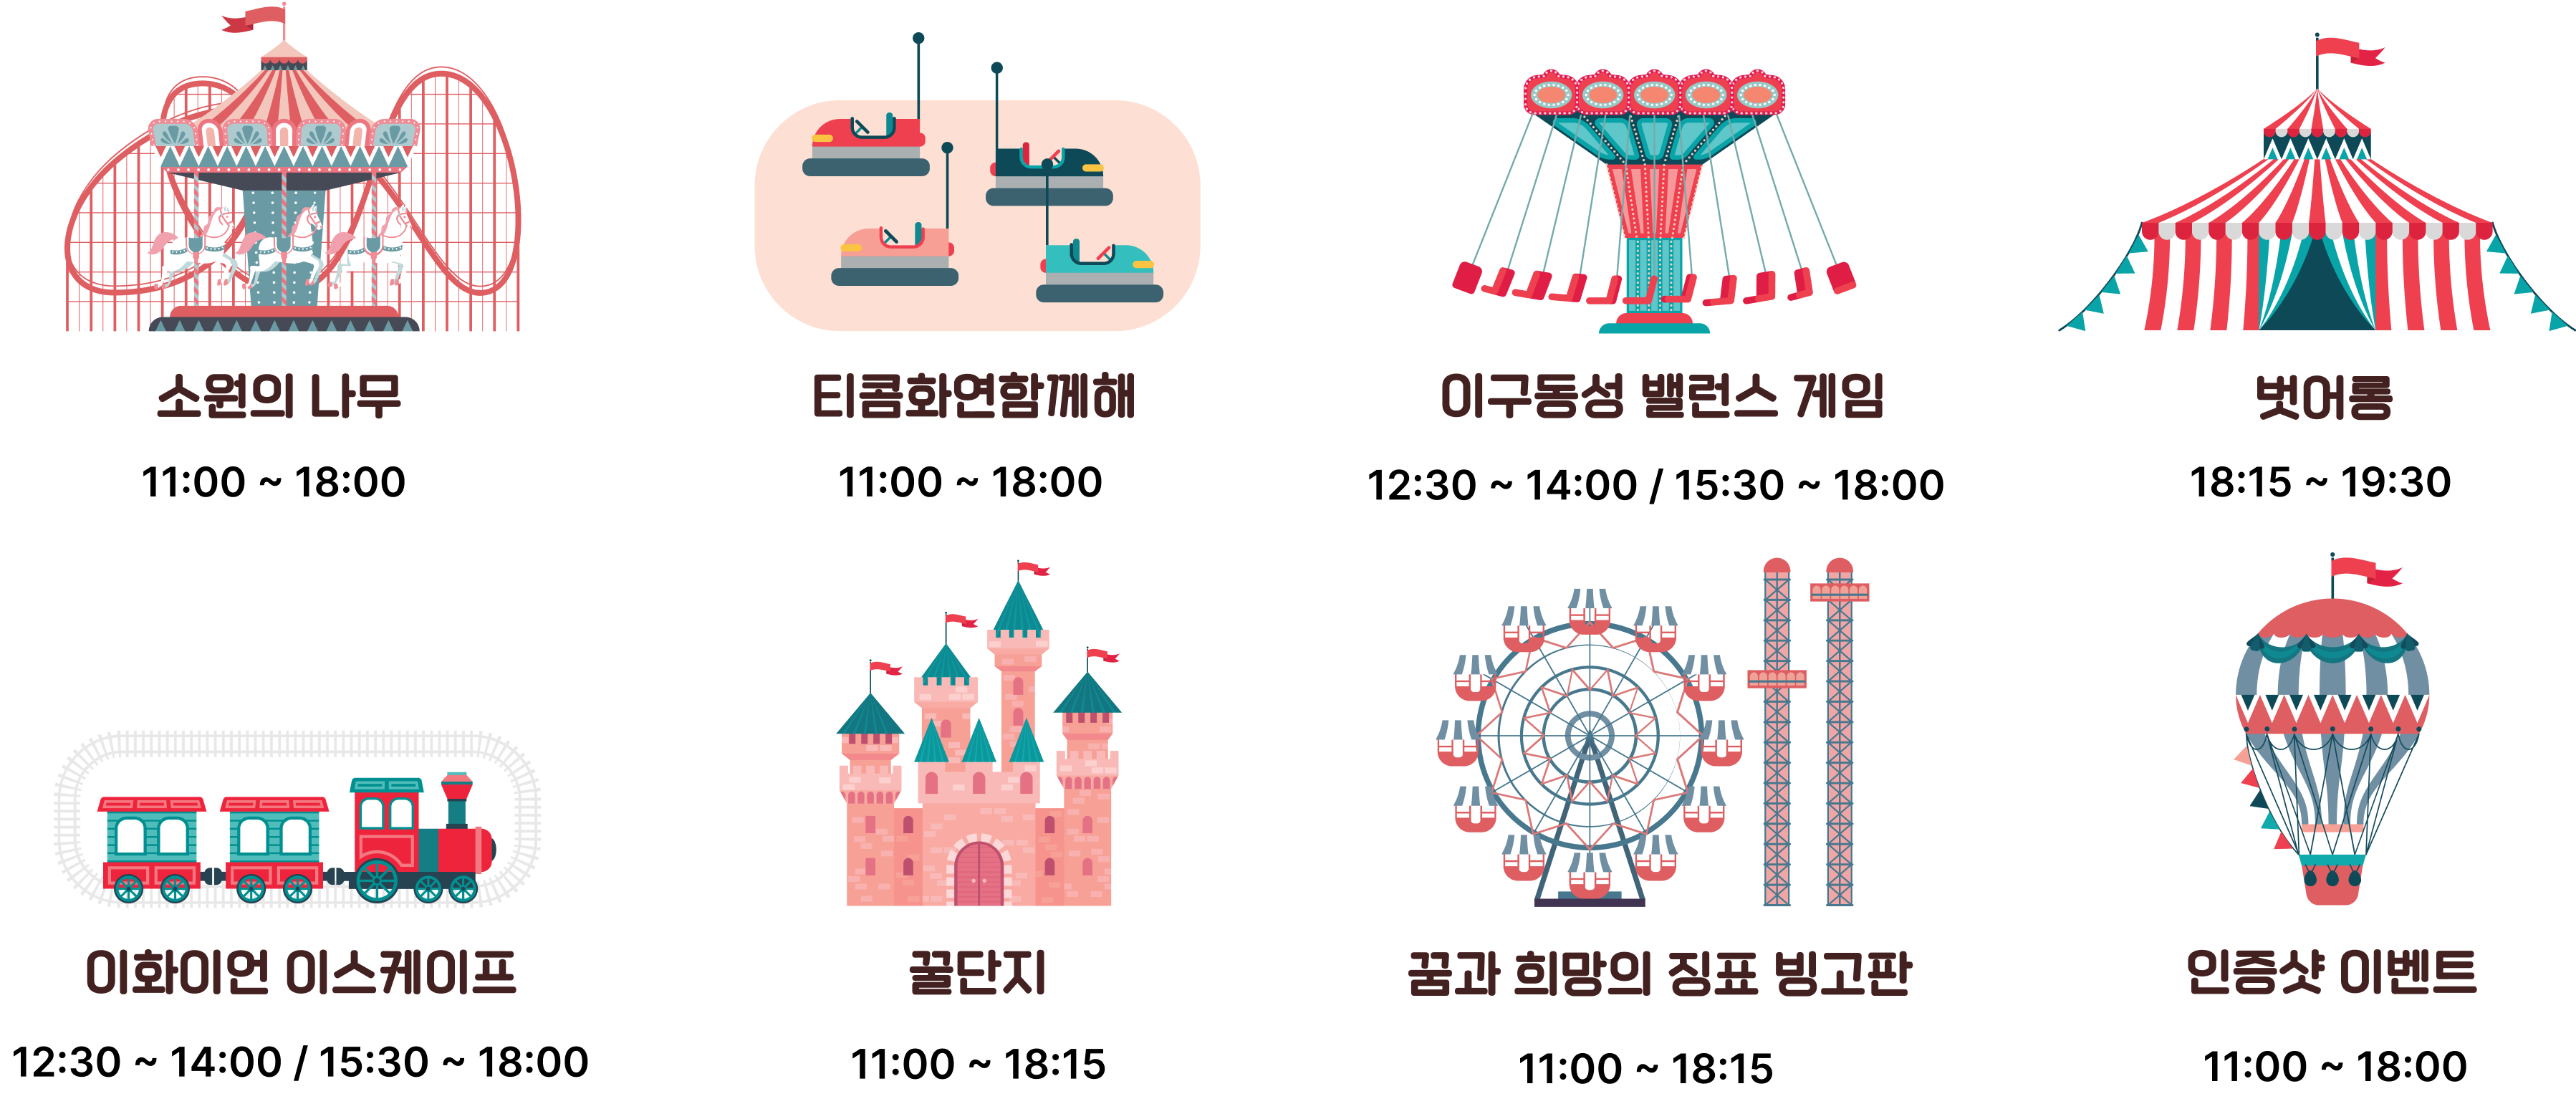 소원의 나무
티콤화연함께해
이구동성 밸런스 게임
벗어롱
11:00 ~ 18:00
11:00 ~ 18:00
12:30 ~ 14:00 / 15:30 ~ 18:00
18:15 ~ 19:30
이화이언 이스케이프
꿀단지
꿈과 희망의 징표 빙고판
인증샷 이벤트
12:30 ~ 14:00 / 15:30 ~ 18:00
11:00 ~ 18:15
11:00 ~ 18:15
11:00 ~ 18:00